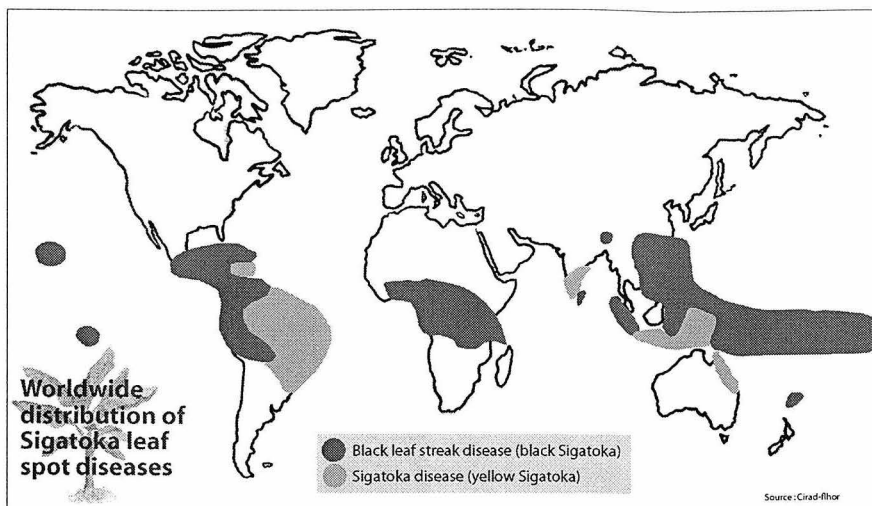 Worldwide
distribution of
Sigatoka leaf
spot diseases
Black leaf streak disease (black Sigatoka)
Sigatoka disease (yellow Sigatoka)
Source : Cirad-flhor